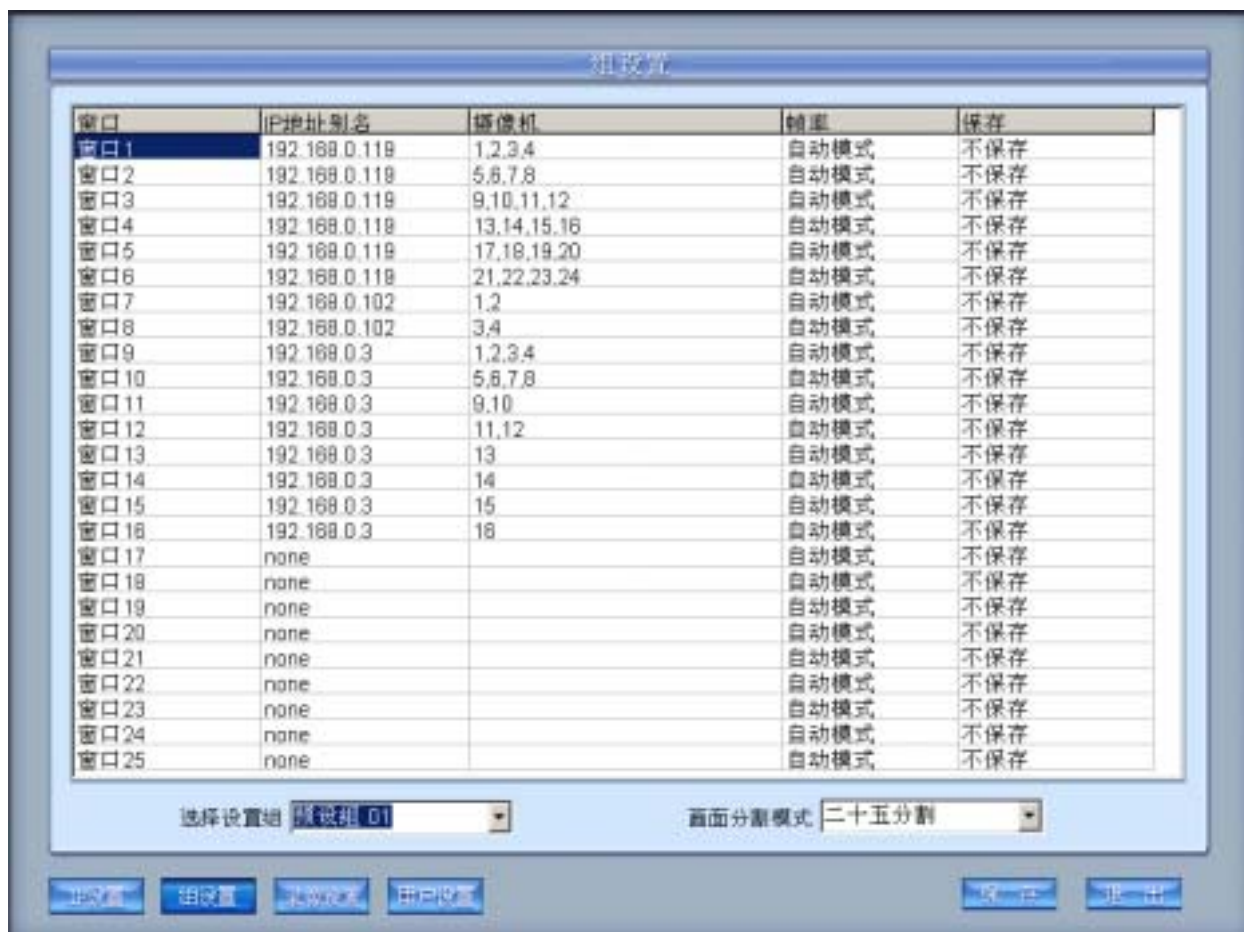 组设置
窗口 IP地址别名 摄像机 帧率 保存
窗口1 192.168.0.119 1,2,3,4 自动模式 不保存
窗口2 192.168.0.119 5,6,7,8 自动模式 不保存
窗口3 192.168.0.119 9,10,11,12 自动模式 不保存
窗口4 192.168.0.119 13,14,15,16 自动模式 不保存
窗口5 192.168.0.119 17,18,19,20 自动模式 不保存
窗口6 192.168.0.119 21,22,23,24 自动模式 不保存
窗口7 192.168.0.102 1,2 自动模式 不保存
窗口8 192.168.0.102 3,4 自动模式 不保存
窗口9 192.168.0.3 1,2,3,4 自动模式 不保存
窗口10 192.168.0.3 5,6,7,8 自动模式 不保存
窗口11 192.168.0.3 9,10 自动模式 不保存
窗口12 192.168.0.3 11,12 自动模式 不保存
窗口13 192.168.0.3 13 自动模式 不保存
窗口14 192.168.0.3 14 自动模式 不保存
窗口15 192.168.0.3 15 自动模式 不保存
窗口16 192.168.0.3 16 自动模式 不保存
窗口17 none 自动模式 不保存
窗口18 none 自动模式 不保存
窗口19 none 自动模式 不保存
窗口20 none 自动模式 不保存
窗口21 none 自动模式 不保存
窗口22 none 自动模式 不保存
窗口23 none 自动模式 不保存
窗口24 none 自动模式 不保存
窗口25 none 自动模式 不保存
选择设置组 预设组_01 画面分割模式 二十五分割
IP设置 组设置 用户设置 保 存 退 出